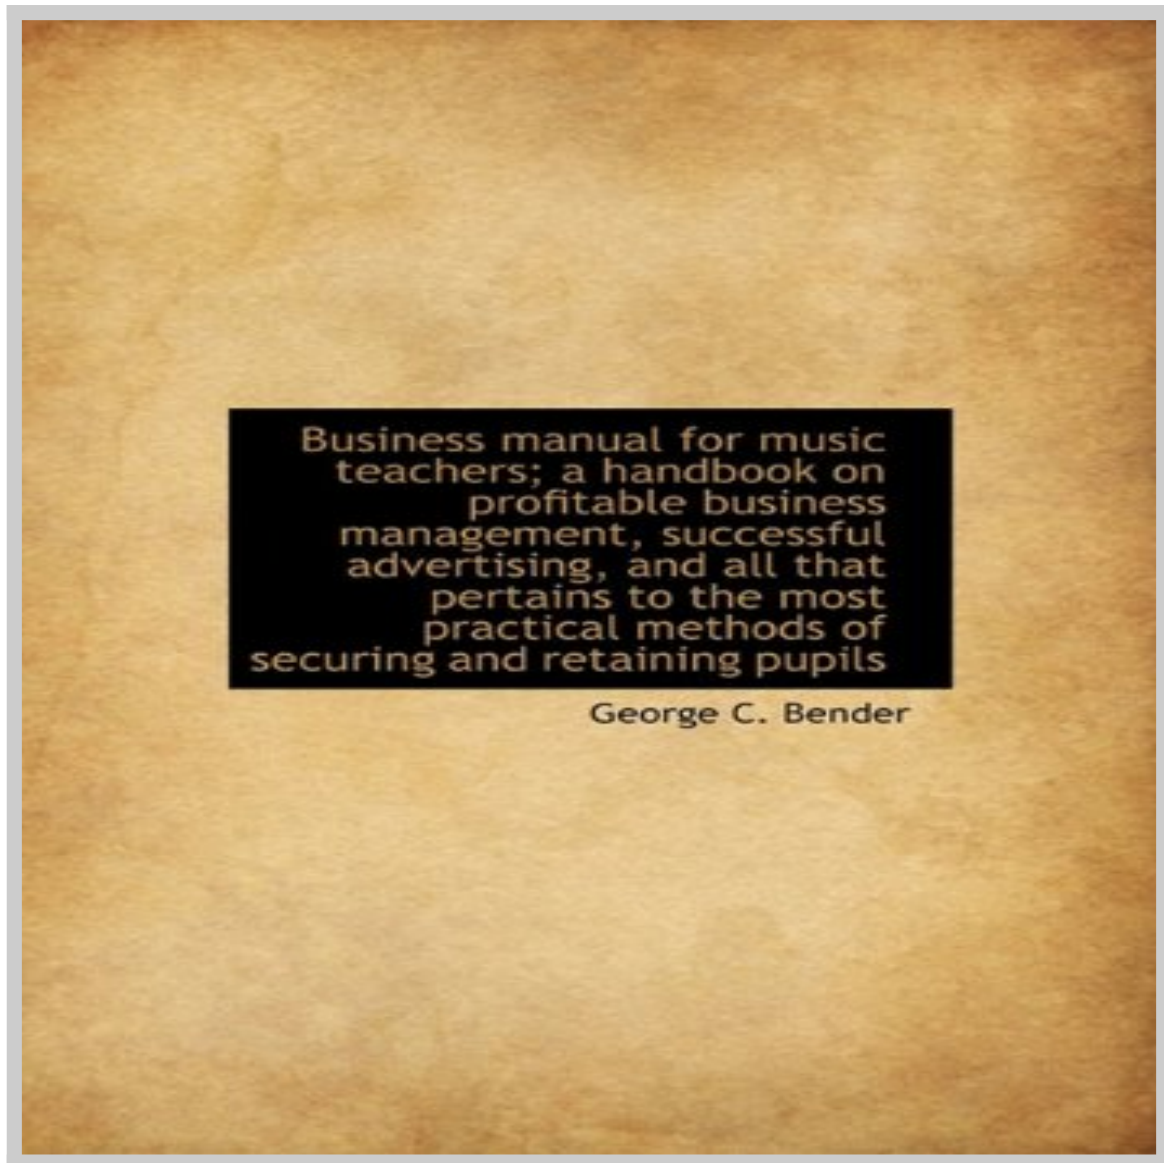 Business manual for music
teachers; a handbook on
profitable business
management, successful
advertising, and all that
pertains to the most
practical methods of
securing and retaining pupils
George C. Bender